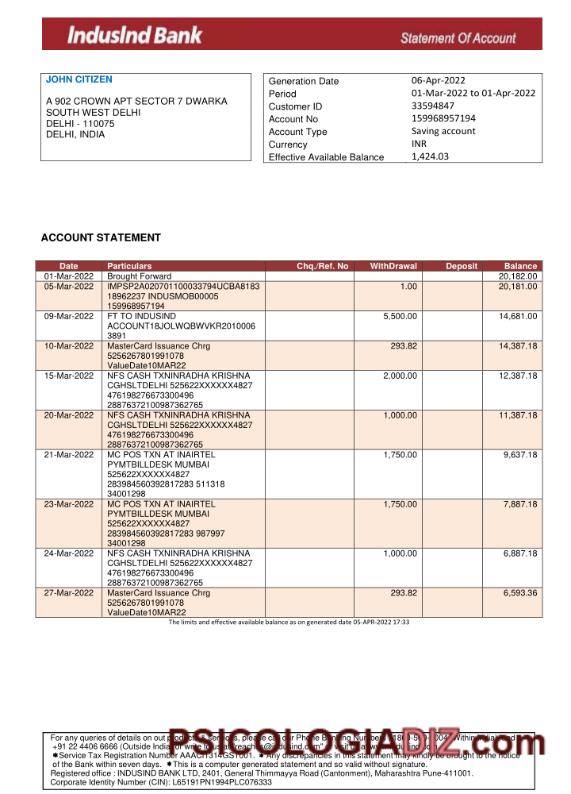 IndusInd Bank
Statement Of Account
JOHN CITIZEN
A 902 CROWN APT SECTOR 7 DWARKA
SOUTH WEST DELHI
DELHI - 110075
DELHI, INDIA
Generation Date 06-Apr-2022
Period 01-Mar-2022 to 01-Apr-2022
Customer ID 33594847
Account No 159968957194
Account Type Saving account
Currency INR
Effective Available Balance 1,424.03
ACCOUNT STATEMENT
Date Particulars Chq./Ref. No WithDrawal Deposit Balance
01-Mar-2022 Brought Forward 20,182.00
05-Mar-2022 IMPSP2A020701100033794UCBA8183 1.00 20,181.00
18962237 INDUSMOB00005
159968957194
09-Mar-2022 FT TO INDUSIND 5,500.00 14,681.00
ACCOUNT18JOLWQBWVKR2010006
3891
10-Mar-2022 MasterCard Issuance Chrg 293.82 14,387.18
5256267801991078
ValueDate10MAR22
15-Mar-2022 NFS CASH TXNINRADHA KRISHNA 2,000.00 12,387.18
CGHSLTDELHI 525622XXXXXX4827
476198276673300496
28876372100987362765
20-Mar-2022 NFS CASH TXNINRADHA KRISHNA 1,000.00 11,387.18
CGHSLTDELHI 525622XXXXXX4827
476198276673300496
28876372100987362765
21-Mar-2022 MC POS TXN AT INAIRTEL 1,750.00 9,637.18
PYMTBILLDESK MUMBAI
525622XXXXXX4827
283984560392817283 511318
34001298
23-Mar-2022 MC POS TXN AT INAIRTEL 1,750.00 7,887.18
PYMTBILLDESK MUMBAI
525622XXXXXX4827
283984560392817283 987997
34001298
24-Mar-2022 NFS CASH TXNINRADHA KRISHNA 1,000.00 6,887.18
CGHSLTDELHI 525622XXXXXX4827
476198276673300496
28876372100987362765
27-Mar-2022 MasterCard Issuance Chrg 293.82 6,593.36
5256267801991078
ValueDate10MAR22
The limits and effective available balance as on generated date 05-APR-2022 17:33
For any queries of details on out please call our Phone Banking
+91 22 4406 6666 (Outside India)
PSICOLOGIADIZ.com
✱Service Tax Registration Number ✱Any discrepancies in this statement may kindly be brought to the notice
of the Bank within seven days. ✱This is a computer generated statement and so valid without signature.
Registered office : INDUSIND BANK LTD, 2401, General Thimmayya Road (Cantonment), Maharashtra Pune-411001.
Corporate Identity Number (CIN): L65191PN1994PLC076333